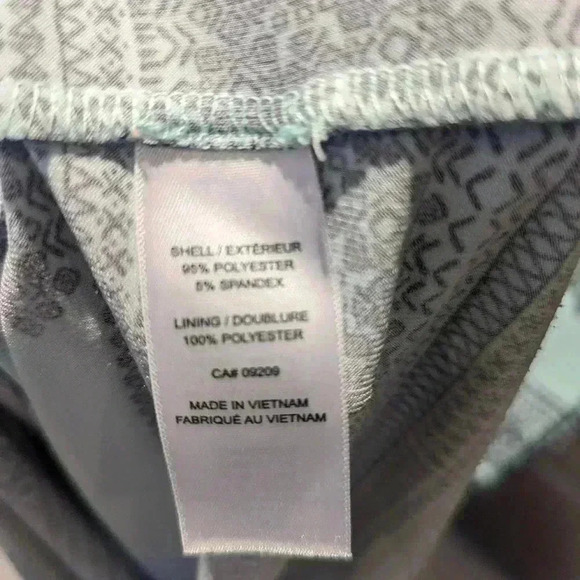 SHELL / EXTÉRIEUR
95% POLYESTER
5% SPANDEX
LINING / DOUBLURE
100% POLYESTER
CA# 09209
MADE IN VIETNAM
FABRIQUÉ AU VIETNAM